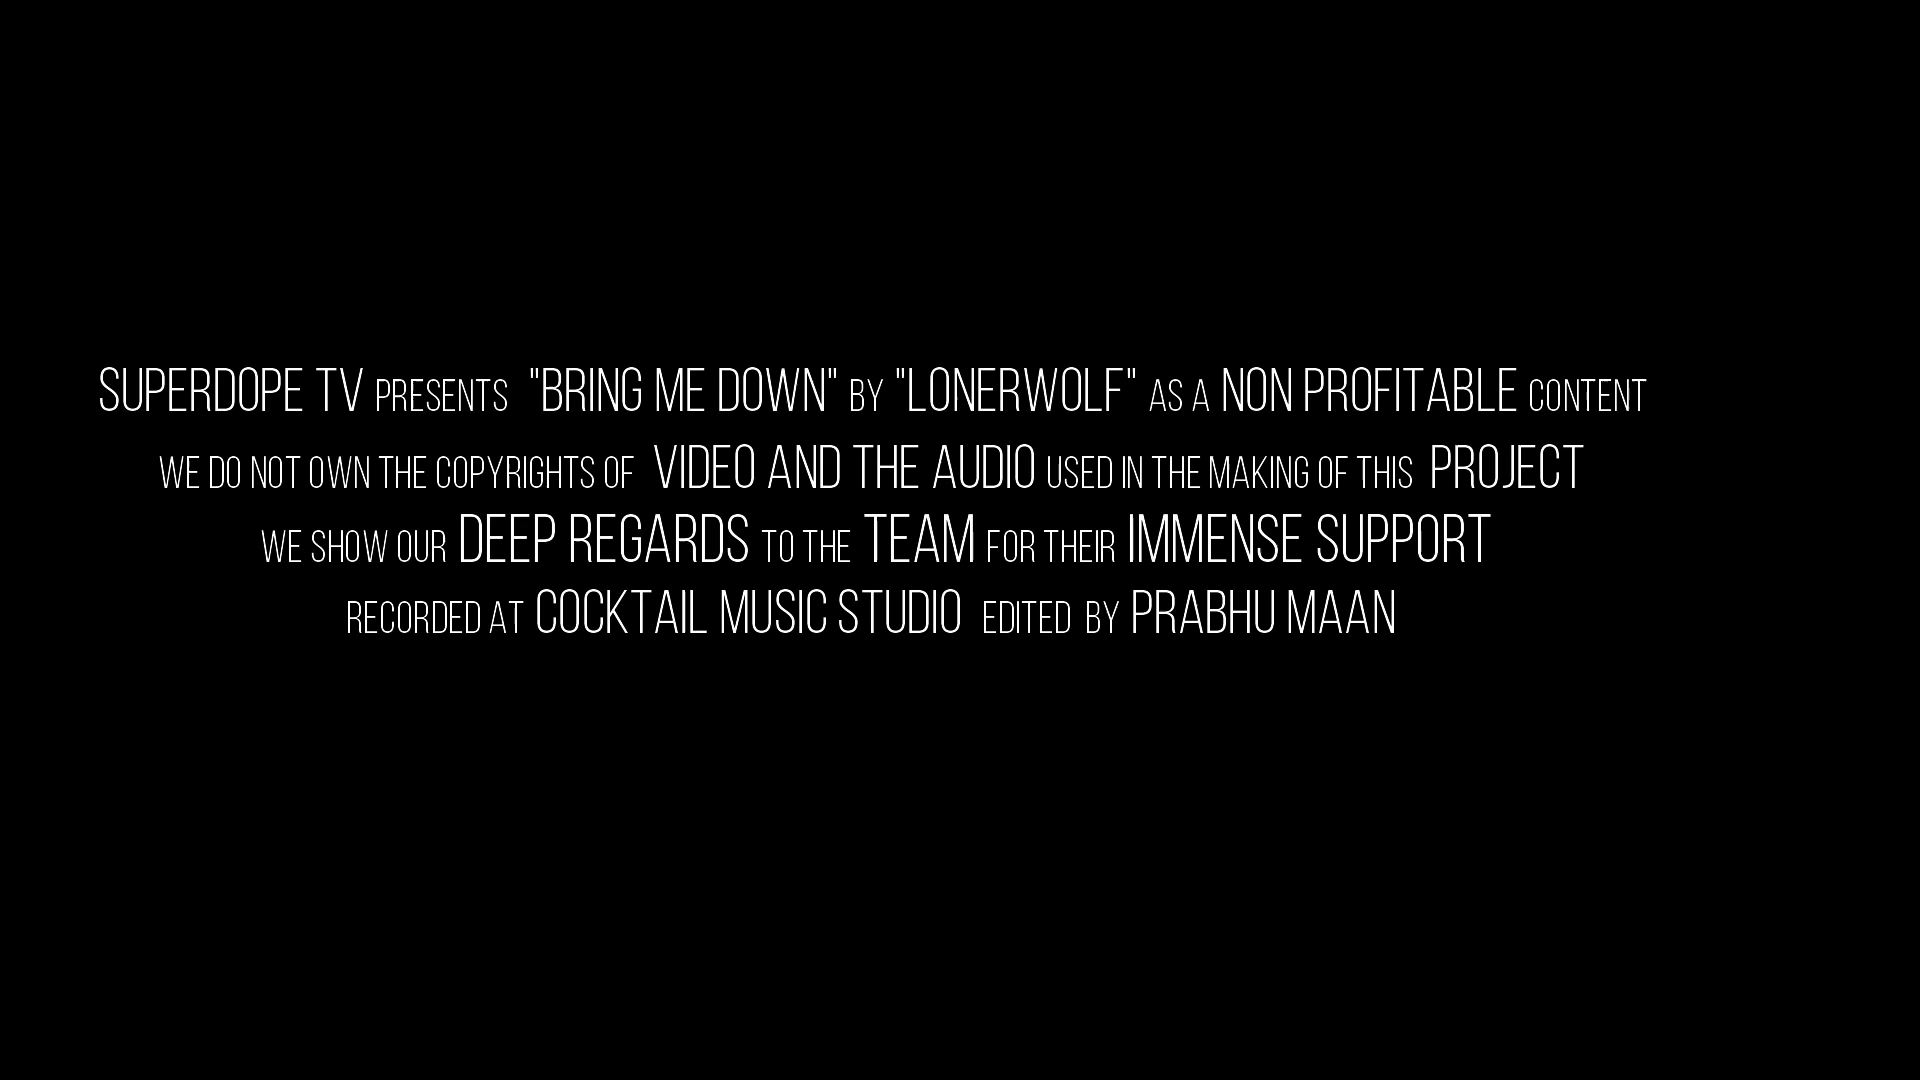 SUPERDOPE TV PRESENTS "BRING ME DOWN" BY "LONERWOLF" AS A NON PROFITABLE CONTENT
WE DO NOT OWN THE COPYRIGHTS OF VIDEO AND THE AUDIO USED IN THE MAKING OF THIS PROJECT
WE SHOW OUR DEEP REGARDS TO THE TEAM FOR THEIR IMMENSE SUPPORT
RECORDED AT COCKTAIL MUSIC STUDIO EDITED BY PRABHU MAAN